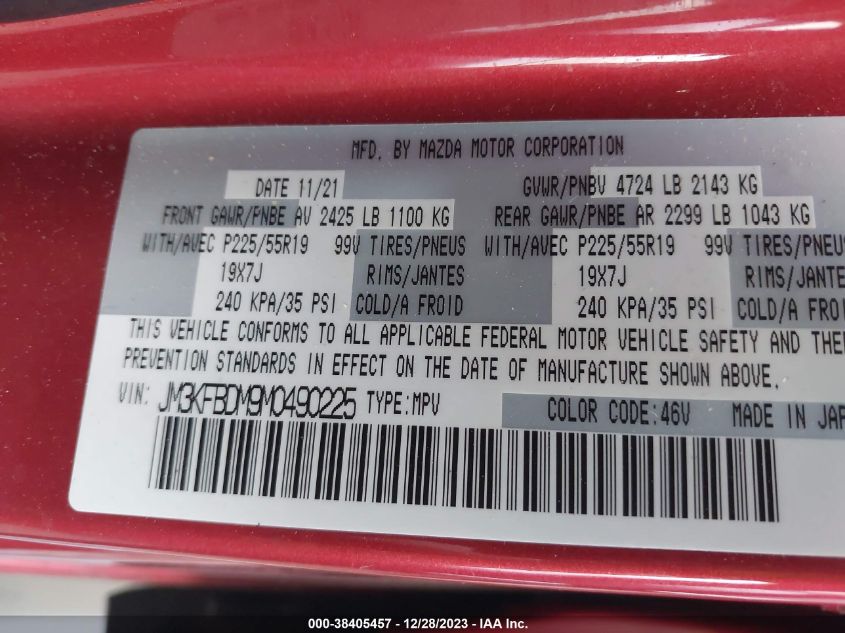 MFD. BY MAZDA MOTOR CORPORATION
DATE 11/21 GVWR/PNBV 4724 LB 2143 KG
FRONT GAWR/PNBE AV 2425 LB 1100 KG REAR GAWR/PNBE AR 2299 LB 1043 KG
WITH/AVEC P225/55R19 99V TIRES/PNEUS WITH/AVEC P225/55R19 99V TIRES/PNEU
19X7J RIMS/JANTES 19X7J RIMS/JANTES
240 KPA/35 PSI COLD/A FROID 240 KPA/35 PSI COLD/A FROI
THIS VEHICLE CONFORMS TO ALL APPLICABLE FEDERAL MOTOR VEHICLE SAFETY AND THE
PREVENTION STANDARDS IN EFFECT ON THE DATE OF MANUFACTURE SHOWN ABOVE.
VIN: JM3KFBDM9M0490225 TYPE:MPV
COLOR CODE:46V MADE IN JAP
000-38405457 - 12/28/2023 - IAA Inc.